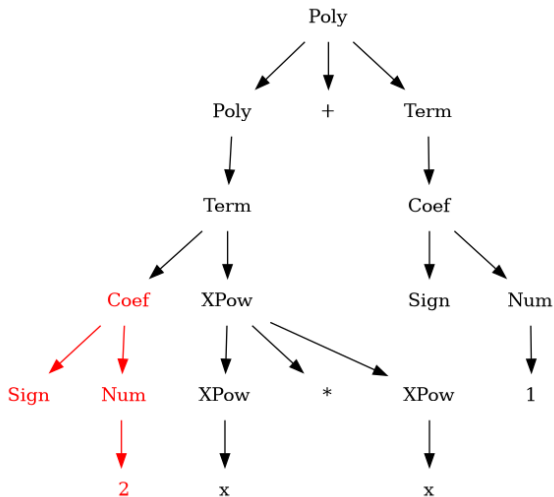 Poly
Poly + Term
Term Coef
Coef XPow Sign Num
Sign Num XPow * XPow 1
2 x x